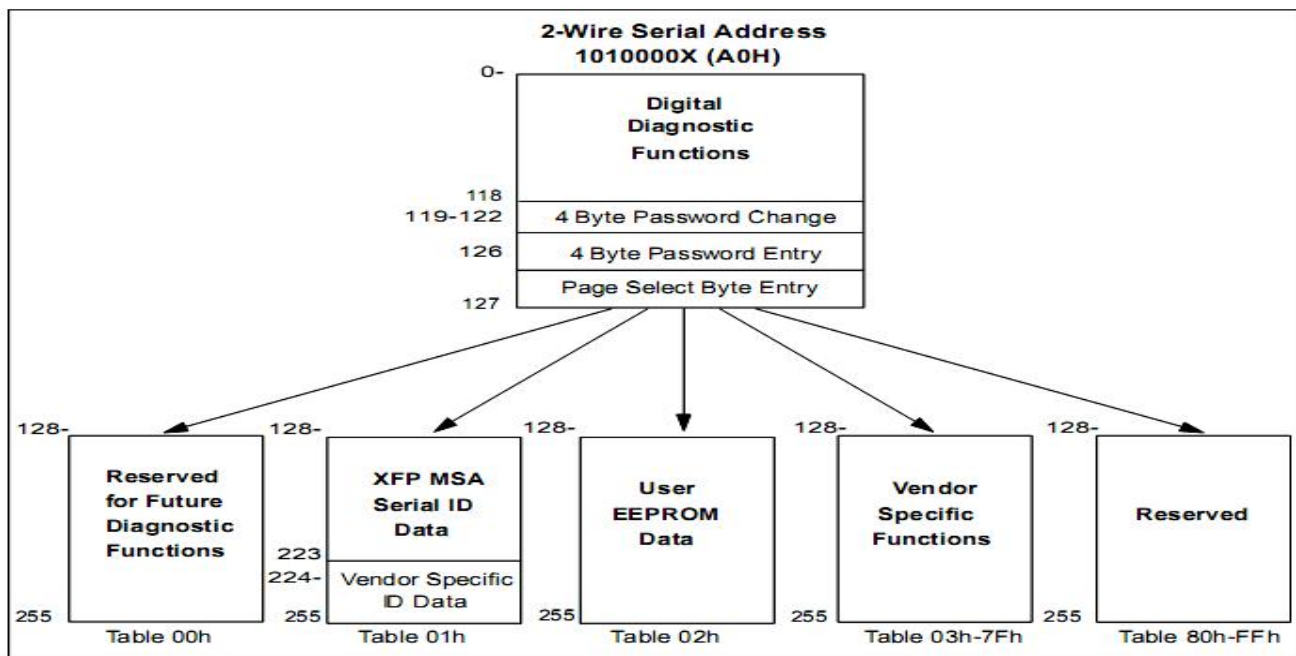 2-Wire Serial Address
1010000X (A0H)
0-
Digital
Diagnostic
Functions
118
119-122 4 Byte Password Change
126 4 Byte Password Entry
Page Select Byte Entry
127
128-
Reserved
for Future
Diagnostic
Functions
255
Table 00h
128-
XFP MSA
Serial ID
Data
223
224- Vendor Specific
ID Data
255
Table 01h
128-
User
EEPROM
Data
255
Table 02h
128-
Vendor
Specific
Functions
255
Table 03h-7Fh
128-
Reserved
255
Table 80h-FFh